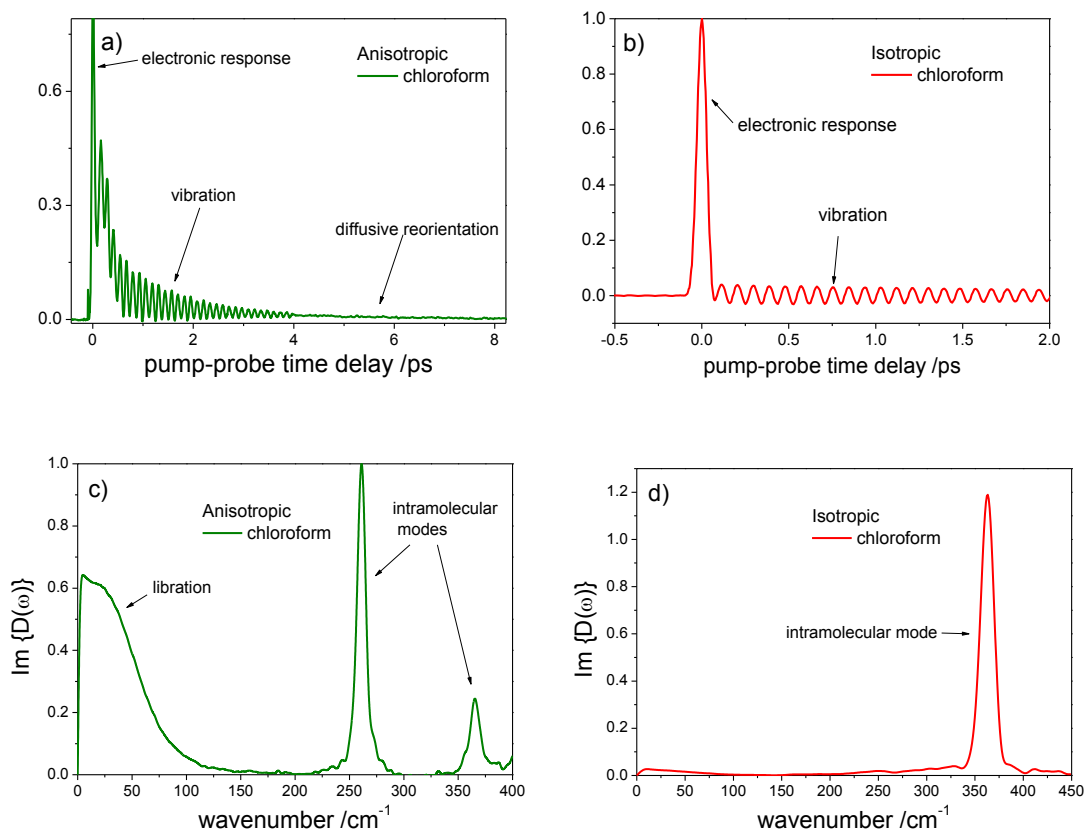 a)
Anisotropic
chloroform
electronic response
vibration
diffusive reorientation
0.0
0.3
0.6
0
2
4
6
8
pump-probe time delay /ps
b)
Isotropic
chloroform
electronic response
vibration
0.0
0.2
0.4
0.6
0.8
1.0
-0.5
0.0
0.5
1.0
1.5
2.0
pump-probe time delay /ps
c)
Anisotropic
chloroform
intramolecular
modes
libration
Im {D(ω)}
0.0
0.2
0.4
0.6
0.8
1.0
0
50
100
150
200
250
300
350
400
wavenumber /cm⁻¹
d)
Isotropic
chloroform
intramolecular mode
Im {D(ω)}
0.0
0.2
0.4
0.6
0.8
1.0
1.2
0
50
100
150
200
250
300
350
400
450
wavenumber /cm⁻¹